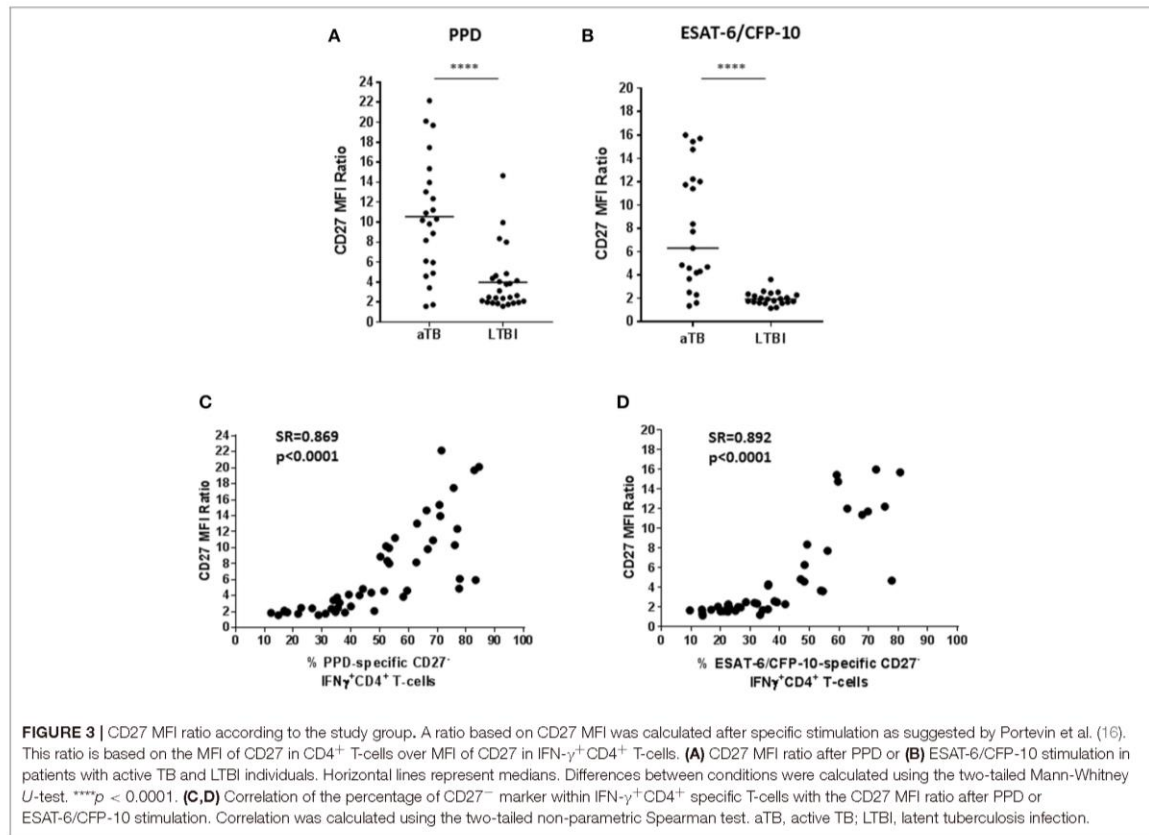 A
PPD
****
CD27 MFI Ratio
24
22
20
18
16
14
12
10
8
6
4
2
0
aTB LTBI
B
ESAT-6/CFP-10
****
CD27 MFI Ratio
20
18
16
14
12
10
8
6
4
2
0
aTB LTBI
C
SR=0.869
p<0.0001
CD27 MFI Ratio
24
22
20
18
16
14
12
10
8
6
4
2
0
0 10 20 30 40 50 60 70 80 90 100
% PPD-specific CD27⁻
IFNγ⁺CD4⁺ T-cells
D
SR=0.892
p<0.0001
CD27 MFI Ratio
20
18
16
14
12
10
8
6
4
2
0
0 10 20 30 40 50 60 70 80 90 100
% ESAT-6/CFP-10-specific CD27⁻
IFNγ⁺CD4⁺ T-cells
FIGURE 3 | CD27 MFI ratio according to the study group. A ratio based on CD27 MFI was calculated after specific stimulation as suggested by Portevin et al. (16).
This ratio is based on the MFI of CD27 in CD4⁺ T-cells over MFI of CD27 in IFN-γ⁺CD4⁺ T-cells. (A) CD27 MFI ratio after PPD or (B) ESAT-6/CFP-10 stimulation in
patients with active TB and LTBI individuals. Horizontal lines represent medians. Differences between conditions were calculated using the two-tailed Mann-Whitney
U-test. ****p < 0.0001. (C,D) Correlation of the percentage of CD27⁻ marker within IFN-γ⁺CD4⁺ specific T-cells with the CD27 MFI ratio after PPD or
ESAT-6/CFP-10 stimulation. Correlation was calculated using the two-tailed non-parametric Spearman test. aTB, active TB; LTBI, latent tuberculosis infection.